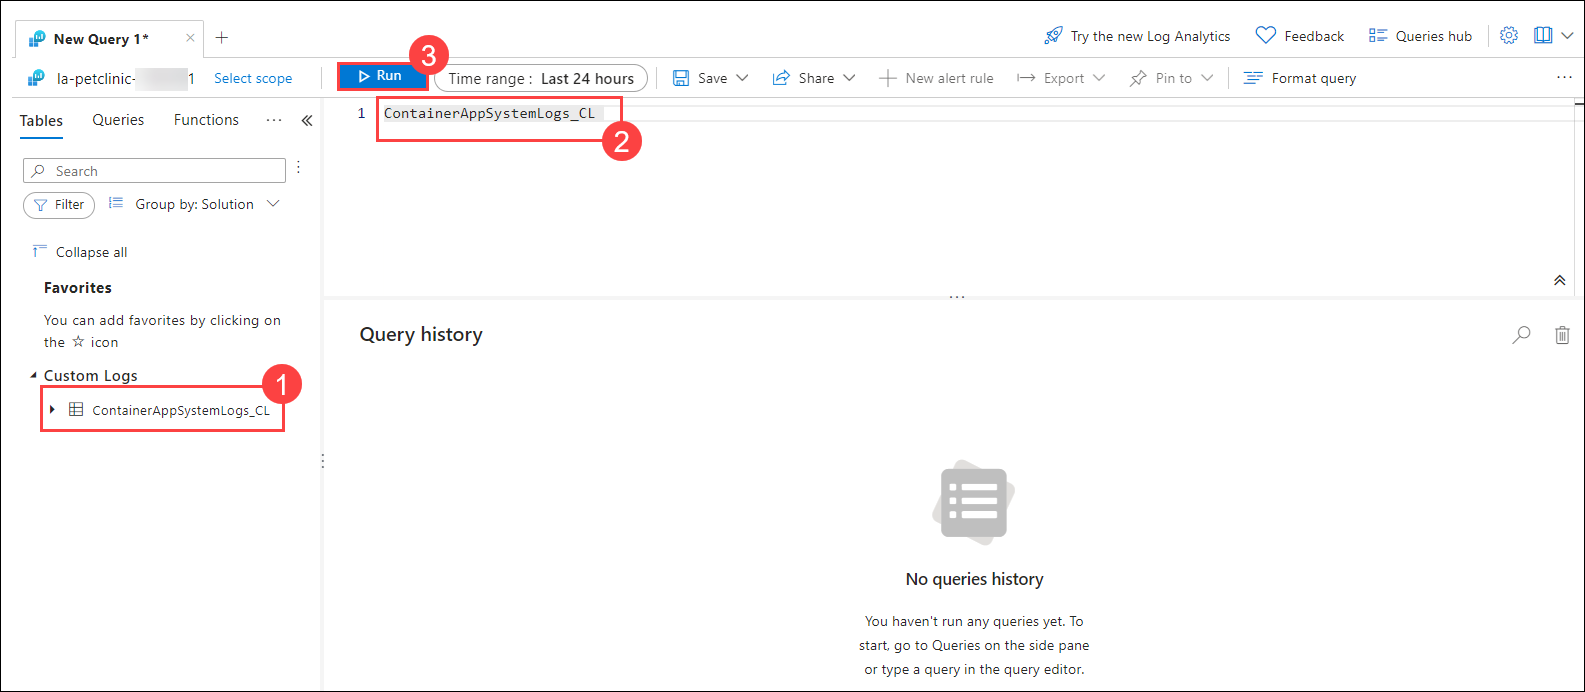 New Query 1*
Try the new Log Analytics
Feedback
Queries hub
la-petclinic-
1
Select scope
Run
3
Time range : Last 24 hours
Save
Share
New alert rule
Export
Pin to
Format query
Tables
Queries
Functions
1 ContainerAppSystemLogs_CL
2
Search
Filter
Group by: Solution
Collapse all
Favorites
You can add favorites by clicking on
the ☆ icon
Custom Logs
1
ContainerAppSystemLogs_CL
Query history
No queries history
You haven't run any queries yet. To
start, go to Queries on the side pane
or type a query in the query editor.